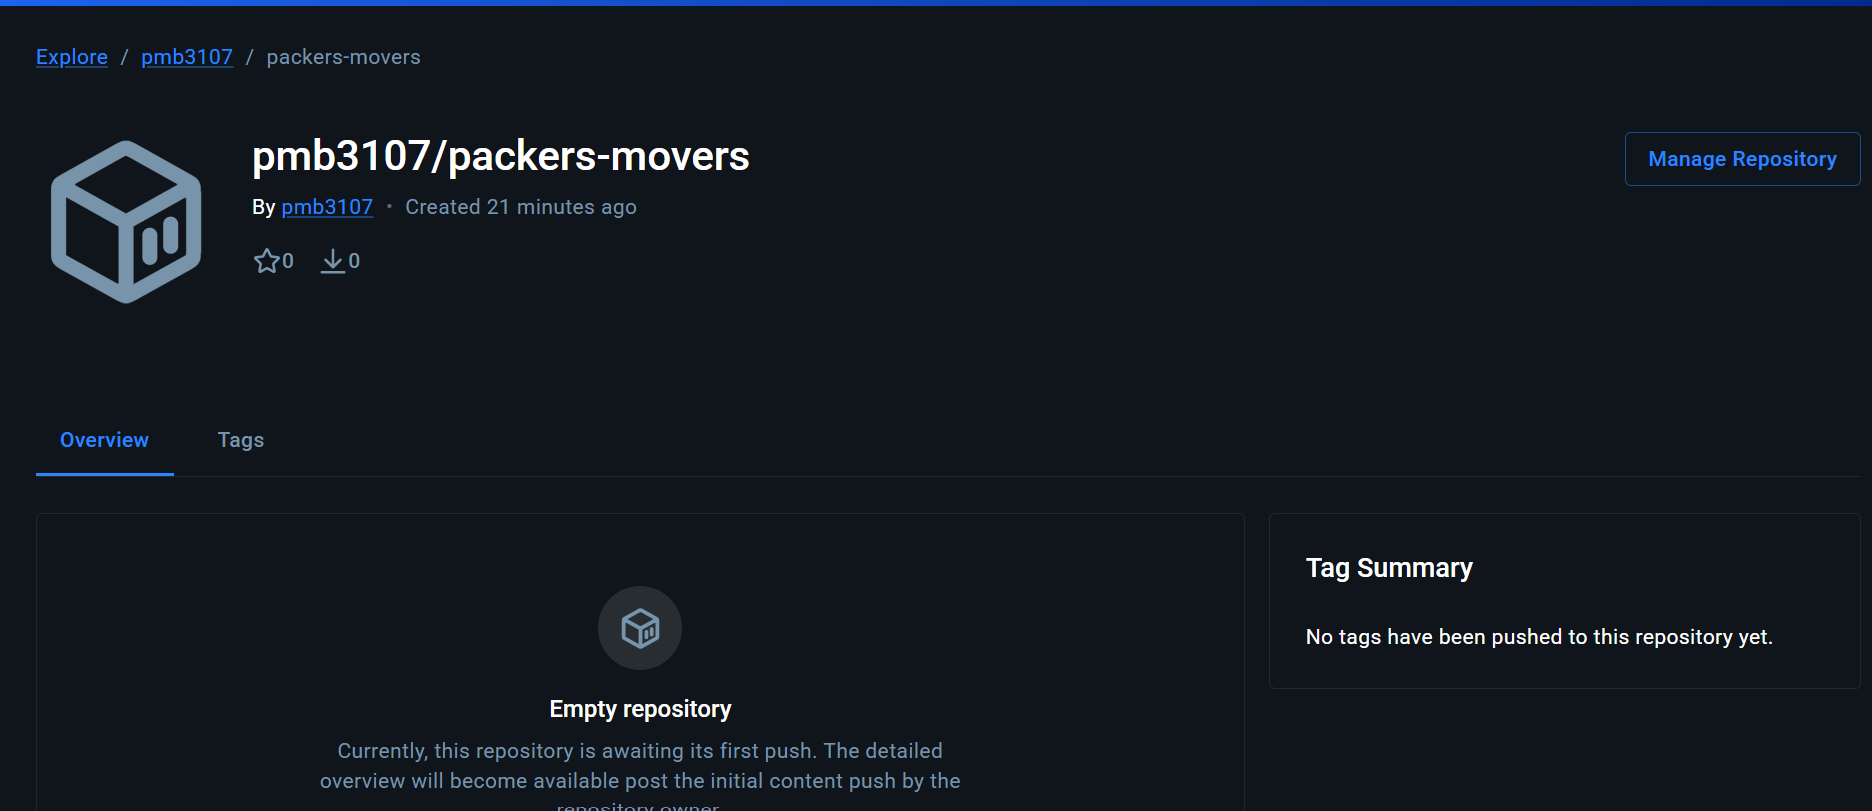 Explore / pmb3107 / packers-movers
pmb3107/packers-movers
Manage Repository
By pmb3107 • Created 21 minutes ago
0 0
Overview Tags
Tag Summary
No tags have been pushed to this repository yet.
Empty repository
Currently, this repository is awaiting its first push. The detailed
overview will become available post the initial content push by the
repository owner